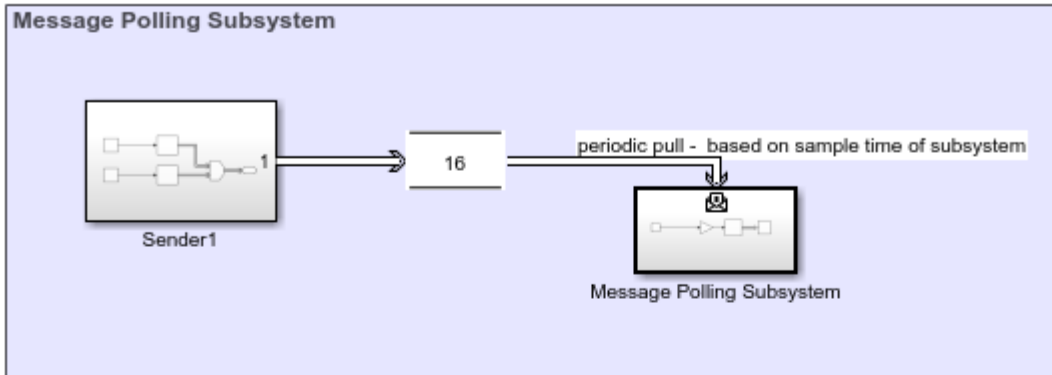 Message Polling Subsystem
periodic pull - based on sample time of subsystem
1
16
Sender1
Message Polling Subsystem